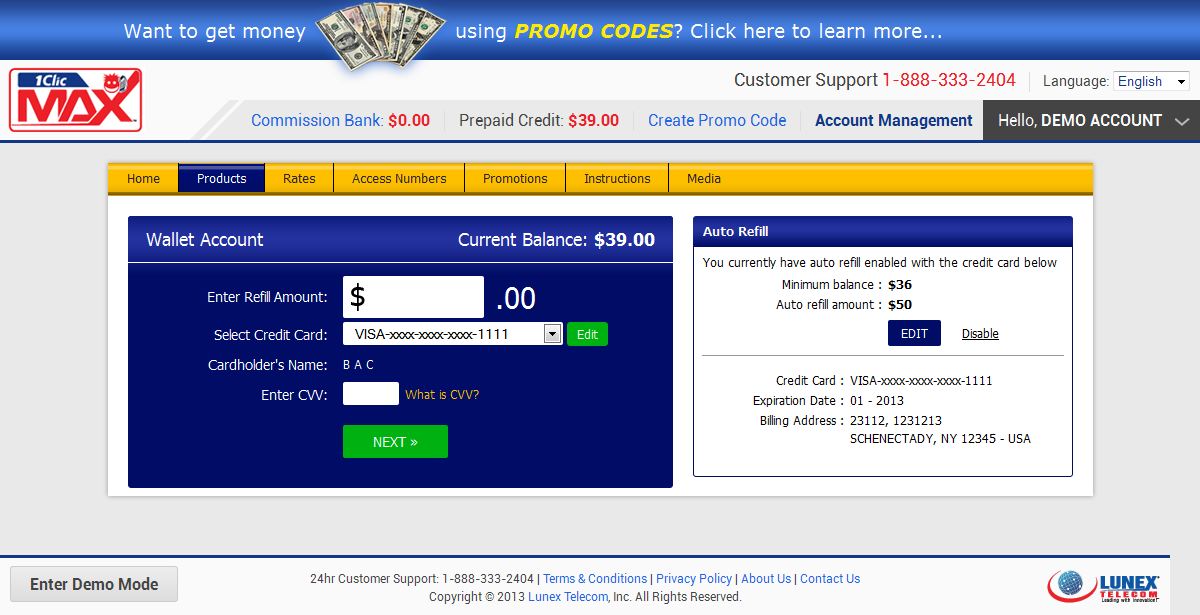 Want to get money using PROMO CODES? Click here to learn more...
1Clic
MAX
Customer Support 1-888-333-2404
Language: English
Commission Bank: $0.00
Prepaid Credit: $39.00
Create Promo Code
Account Management
Hello, DEMO ACCOUNT
Home
Products
Rates
Access Numbers
Promotions
Instructions
Media
Wallet Account
Current Balance: $39.00
Enter Refill Amount: $ .00
Select Credit Card: VISA-xxxx-xxxx-xxxx-1111 Edit
Cardholder's Name: B A C
Enter CVV: What is CVV?
NEXT »
Auto Refill
You currently have auto refill enabled with the credit card below
Minimum balance : $36
Auto refill amount : $50
EDIT Disable
Credit Card : VISA-xxxx-xxxx-xxxx-1111
Expiration Date : 01 - 2013
Billing Address : 23112, 1231213
SCHENECTADY, NY 12345 - USA
Enter Demo Mode
24hr Customer Support: 1-888-333-2404 | Terms & Conditions | Privacy Policy | About Us | Contact Us
Copyright © 2013 Lunex Telecom, Inc. All Rights Reserved.
LUNEX
TELECOM
Leading with Innovation!